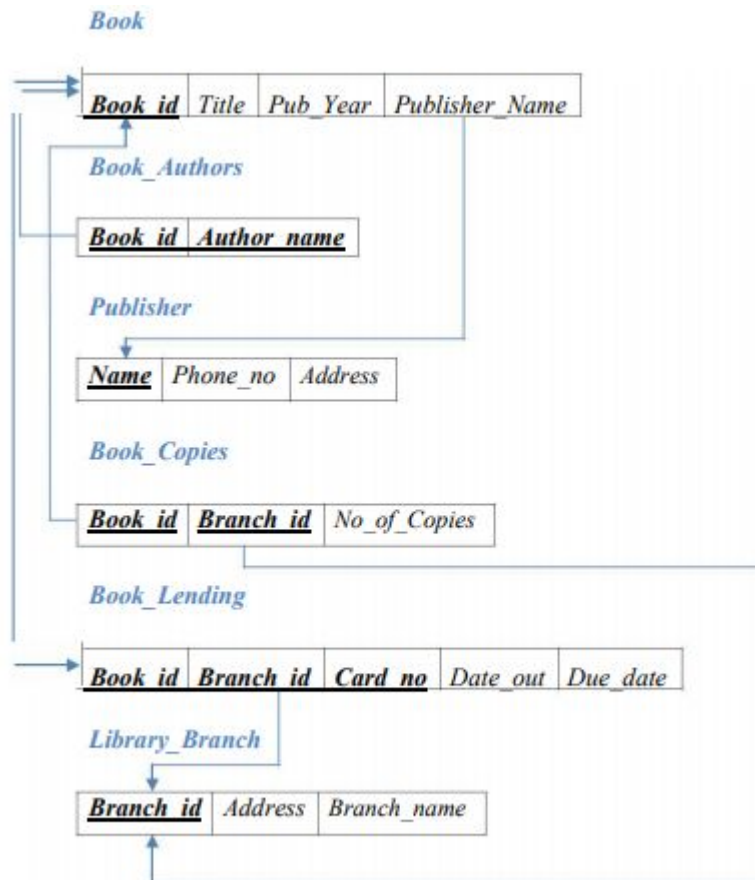 Book
Book_id Title Pub_Year Publisher_Name
Book_Authors
Book_id Author_name
Publisher
Name Phone_no Address
Book_Copies
Book_id Branch_id No_of_Copies
Book_Lending
Book_id Branch_id Card_no Date_out Due_date
Library_Branch
Branch_id Address Branch_name